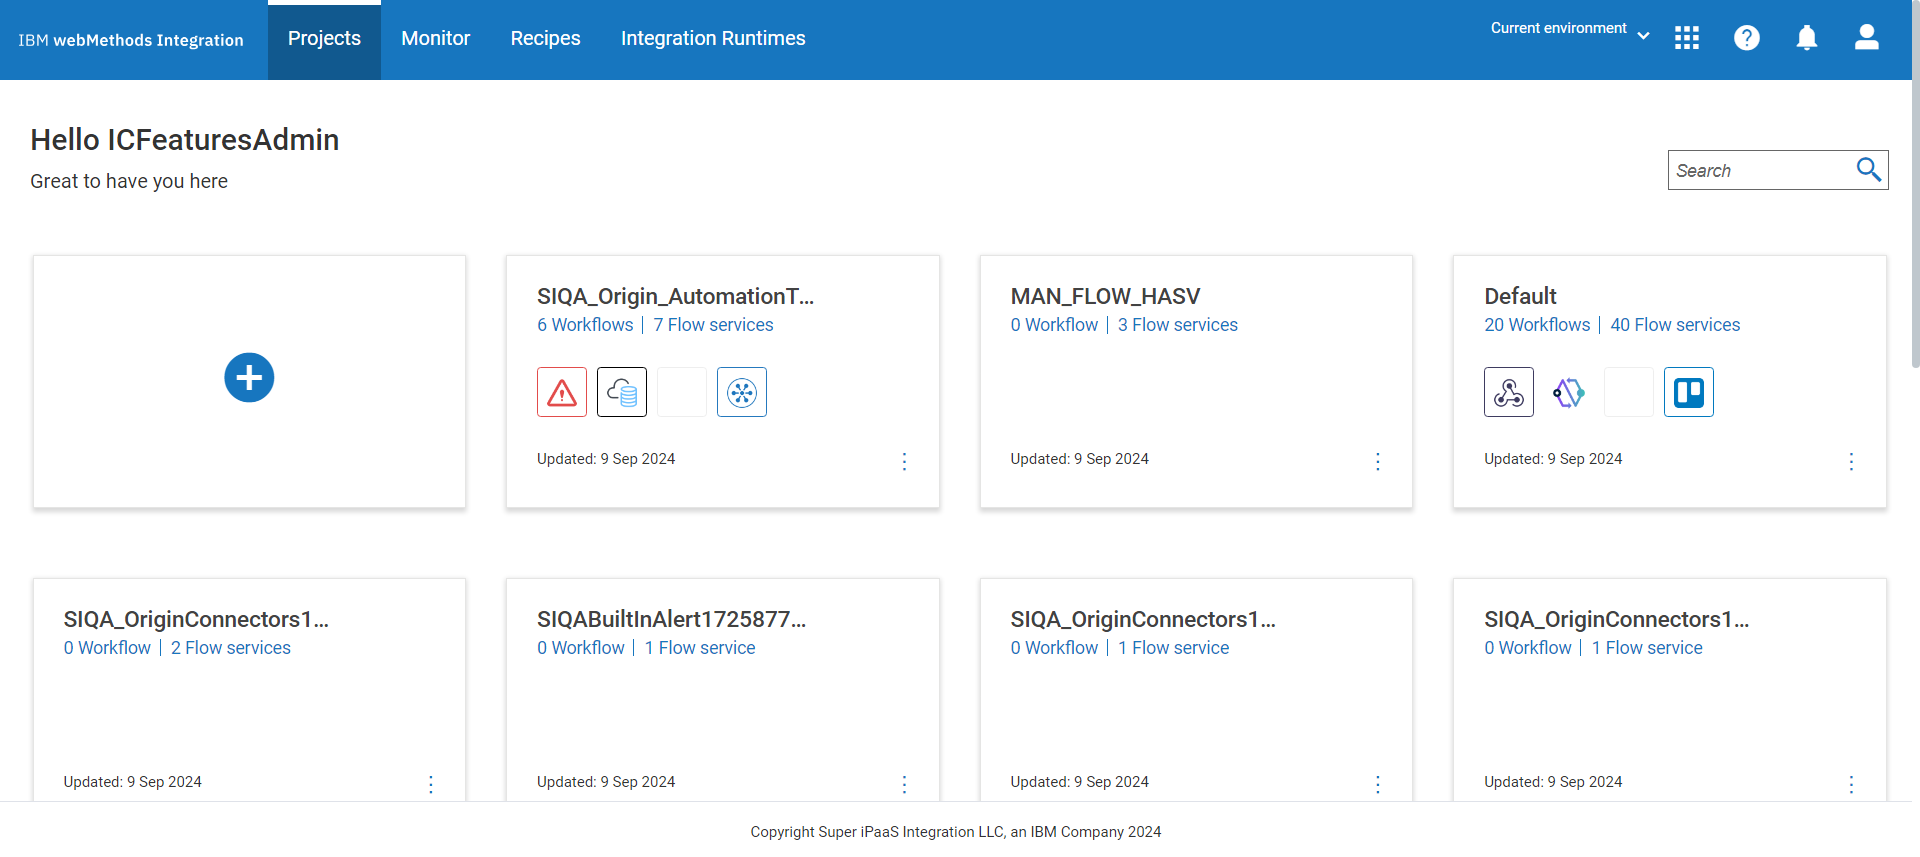 IBM webMethods Integration
Projects
Monitor
Recipes
Integration Runtimes
Current environment
Hello ICFeaturesAdmin
Great to have you here
Search
SIQA_Origin_AutomationT...
6 Workflows | 7 Flow services
Updated: 9 Sep 2024
MAN_FLOW_HASV
0 Workflow | 3 Flow services
Updated: 9 Sep 2024
Default
20 Workflows | 40 Flow services
Updated: 9 Sep 2024
SIQA_OriginConnectors1...
0 Workflow | 2 Flow services
Updated: 9 Sep 2024
SIQABuiltInAlert1725877...
0 Workflow | 1 Flow service
Updated: 9 Sep 2024
SIQA_OriginConnectors1...
0 Workflow | 1 Flow service
Updated: 9 Sep 2024
SIQA_OriginConnectors1...
0 Workflow | 1 Flow service
Updated: 9 Sep 2024
Copyright Super iPaaS Integration LLC, an IBM Company 2024